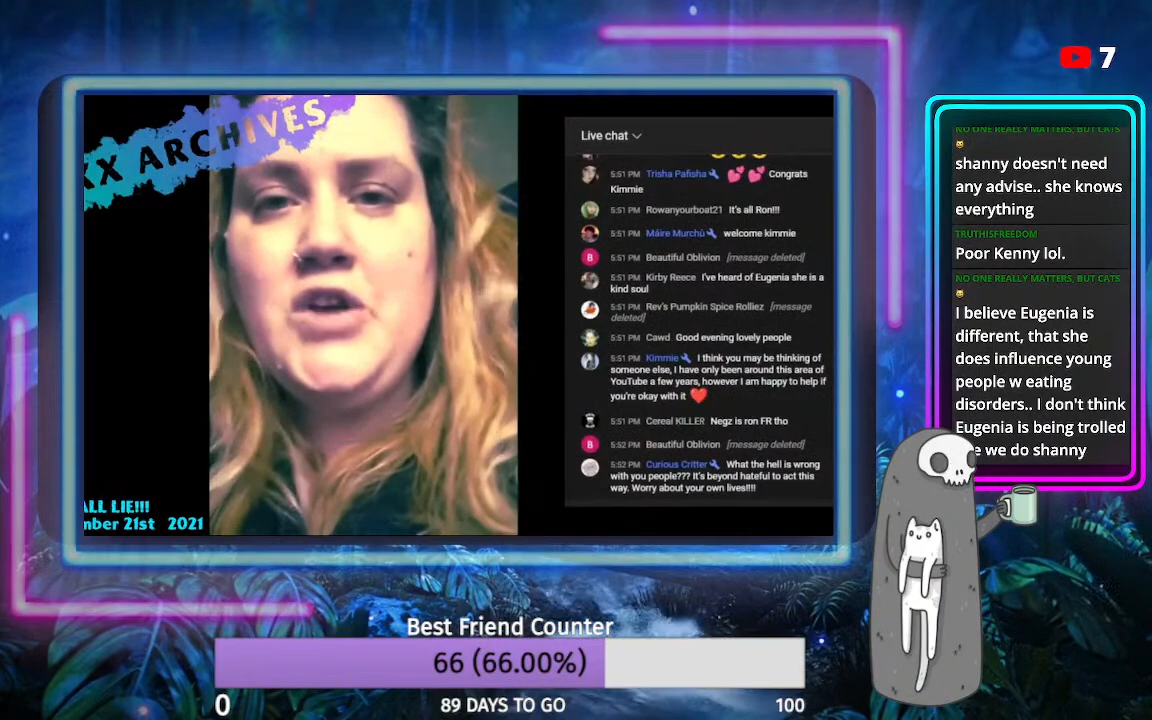 7
XX ARCHIVES
ALL LIE!!!
mber 21st 2021
Live chat
5:51 PM Trisha Pafisha 💕 💕 Congrats
Kimmie
5:51 PM Rowanyourboat21 It's all Ron!!!
5:51 PM Máire Murchú welcome kimmie
5:51 PM Beautiful Oblivion [message deleted]
5:51 PM Kirby Reece I've heard of Eugenia she is a
kind soul
5:51 PM Rev's Pumpkin Spice Rolliez [message
deleted]
5:51 PM Cawd Good evening lovely people
5:51 PM Kimmie I think you may be thinking of
someone else, I have only been around this area of
YouTube a few years, however I am happy to help if
you're okay with it ❤️
5:51 PM Cereal KILLER Negz is ron FR tho
5:52 PM Beautiful Oblivion [message deleted]
5:52 PM Curious Critter What the hell is wrong
with you people??? It's beyond hateful to act this
way. Worry about your own lives!!!!
NO ONE REALLY MATTERS, BUT CATS
shanny doesn't need
any advise.. she knows
everything
TRUTHISFREEDOM
Poor Kenny lol.
NO ONE REALLY MATTERS, BUT CATS
I believe Eugenia is
different, that she
does influence young
people w eating
disorders.. I don't think
Eugenia is being trolled
e we do shanny
Best Friend Counter
66 (66.00%)
0 89 DAYS TO GO 100